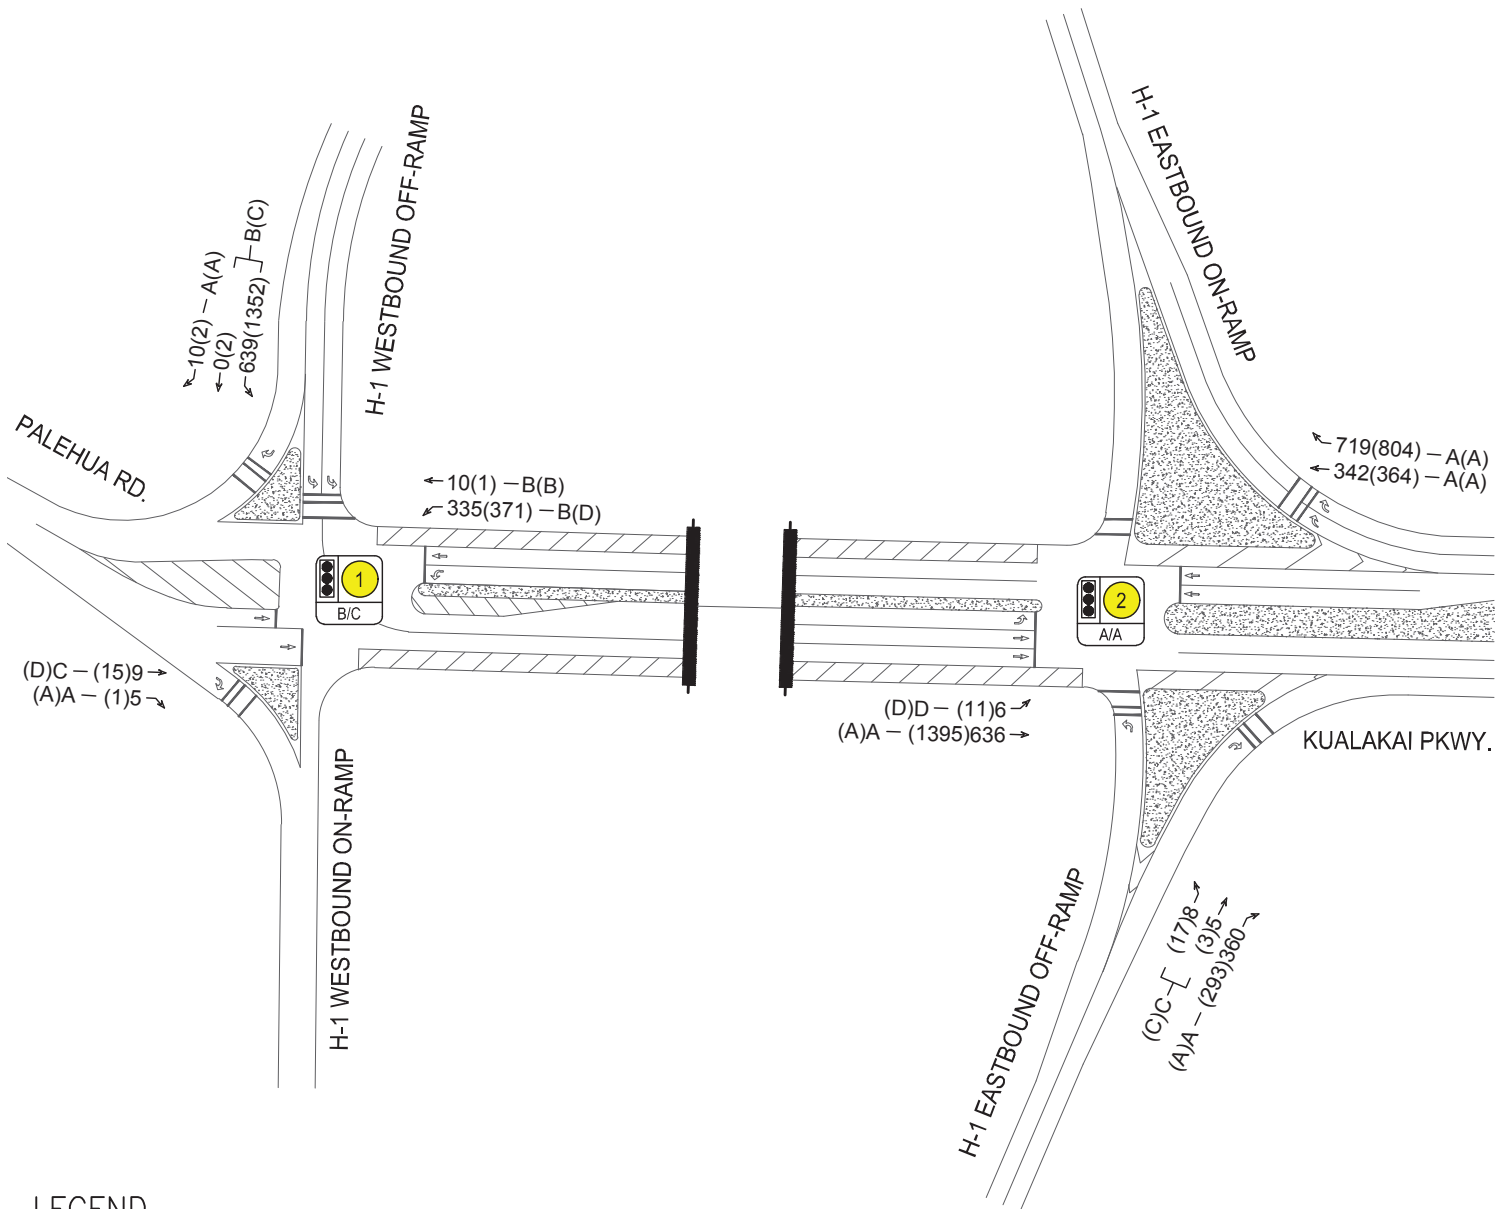 H-1 WESTBOUND OFF-RAMP
H-1 EASTBOUND ON-RAMP
10(2) – A(A)
0(2)
639(1352) B(C)
PALEHUA RD.
719(804) – A(A)
342(364) – A(A)
10(1) – B(B)
335(371) – B(D)
1
B/C
2
A/A
(D)C – (15)9
(A)A – (1)5
(D)D – (11)6
(A)A – (1395)636
KUALAKAI PKWY.
H-1 WESTBOUND ON-RAMP
H-1 EASTBOUND OFF-RAMP
(C)C (17)8
(3)5
(A)A – (293)360
LEGEND